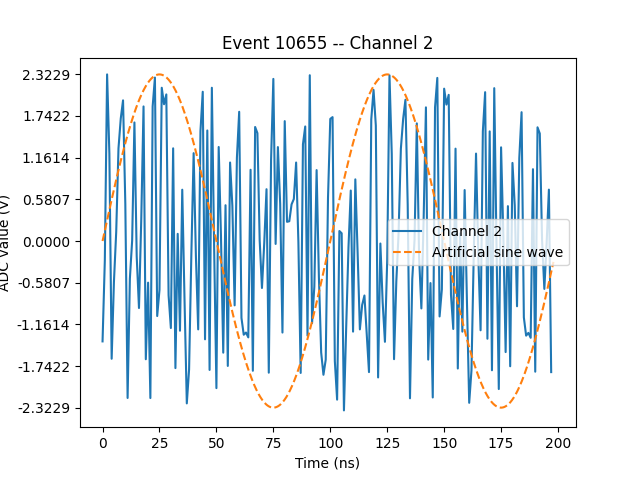 Event 10655 -- Channel 2
2.3229
1.7422
1.1614
0.5807
0.0000
-0.5807
-1.1614
-1.7422
-2.3229
ADC Value (V)
Channel 2
Artificial sine wave
0 25 50 75 100 125 150 175 200
Time (ns)